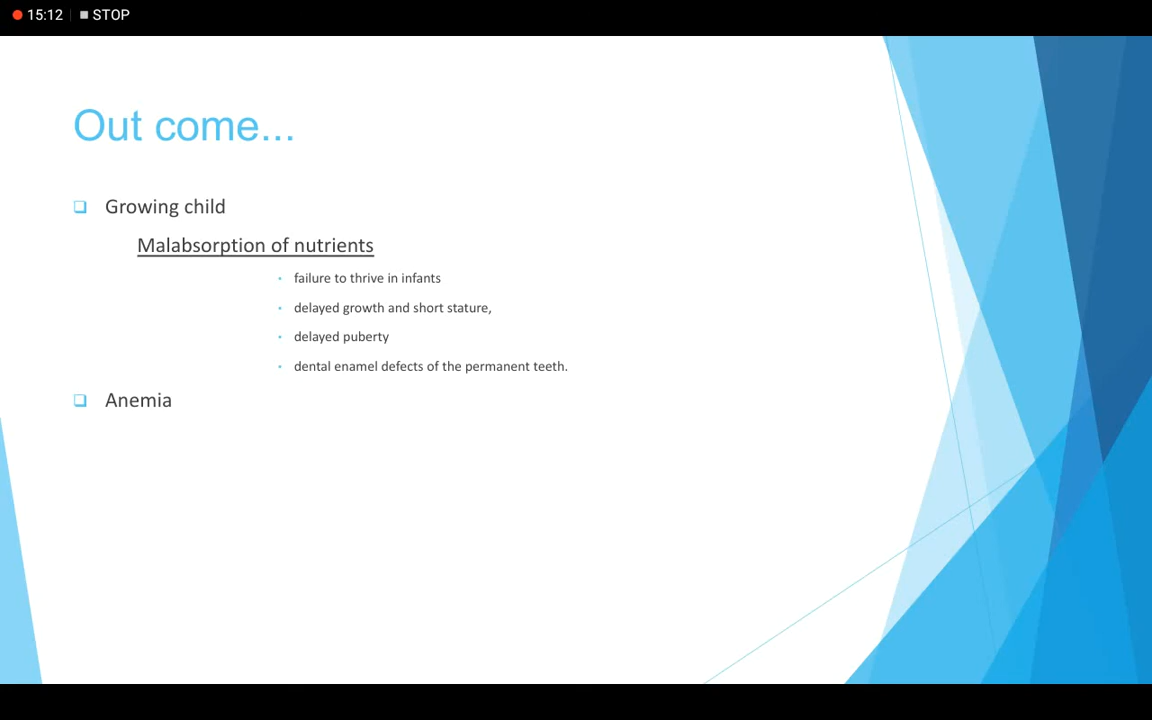 15:12 STOP
Out come...
Growing child
Malabsorption of nutrients
failure to thrive in infants
delayed growth and short stature,
delayed puberty
dental enamel defects of the permanent teeth.
Anemia